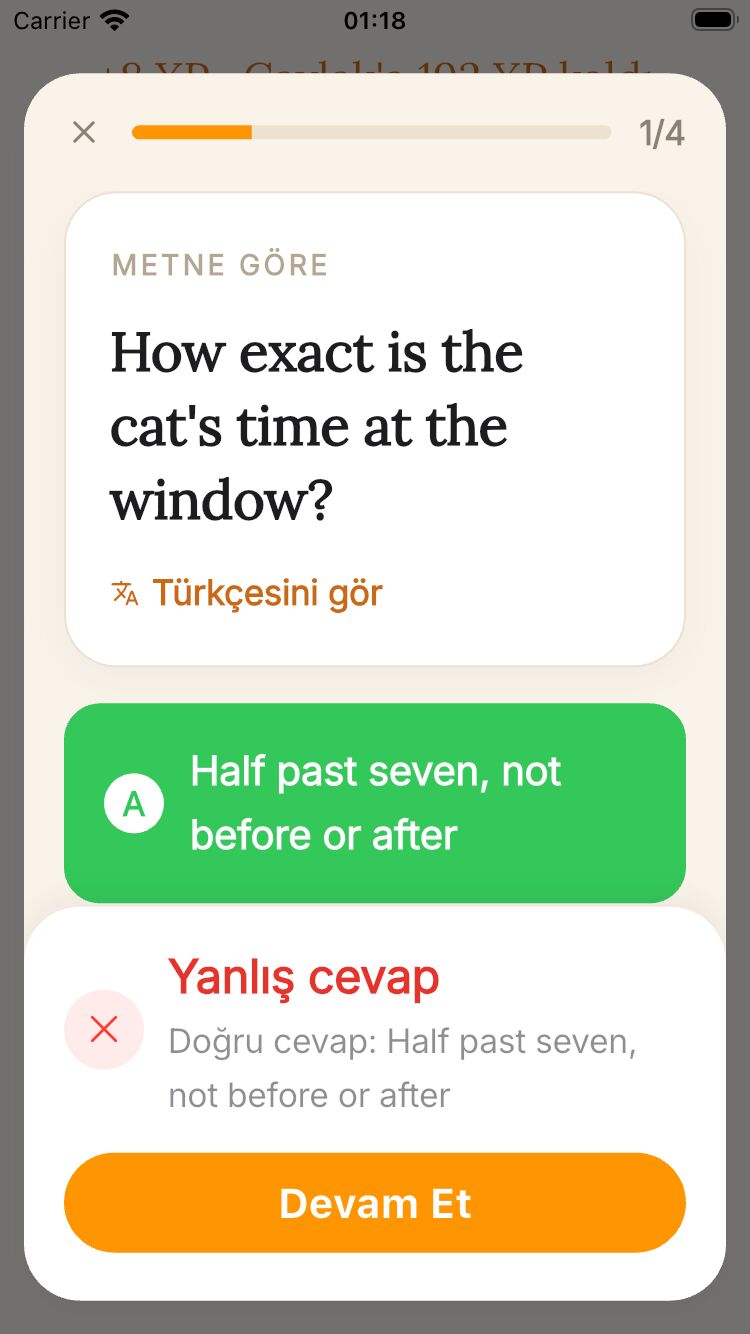 Carrier
01:18
1/4
METNE GÖRE
How exact is the
cat's time at the
window?
Türkçesini gör
A
Half past seven, not
before or after
Yanlış cevap
Doğru cevap: Half past seven,
not before or after
Devam Et